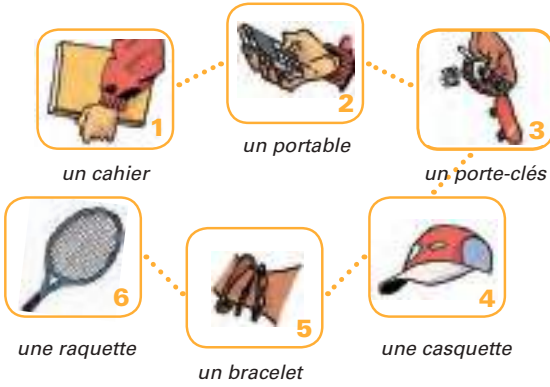 1
un cahier
2
un portable
3
un porte-clés
4
une casquette
5
un bracelet
6
une raquette